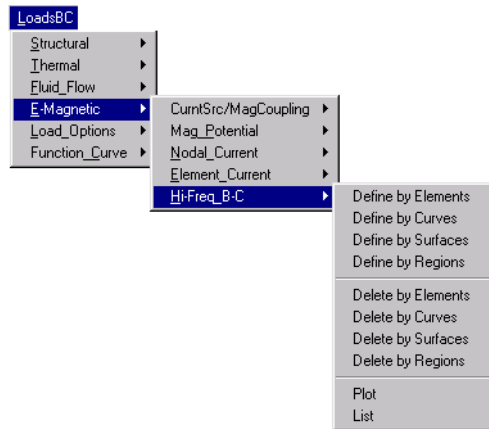 LoadsBC
Structural
Thermal
Fluid_Flow
E-Magnetic
Load_Options
Function_Curve
CurntSrc/MagCoupling
Mag_Potential
Nodal_Current
Element_Current
Hi-Freq_B-C
Define by Elements
Define by Curves
Define by Surfaces
Define by Regions
Delete by Elements
Delete by Curves
Delete by Surfaces
Delete by Regions
Plot
List